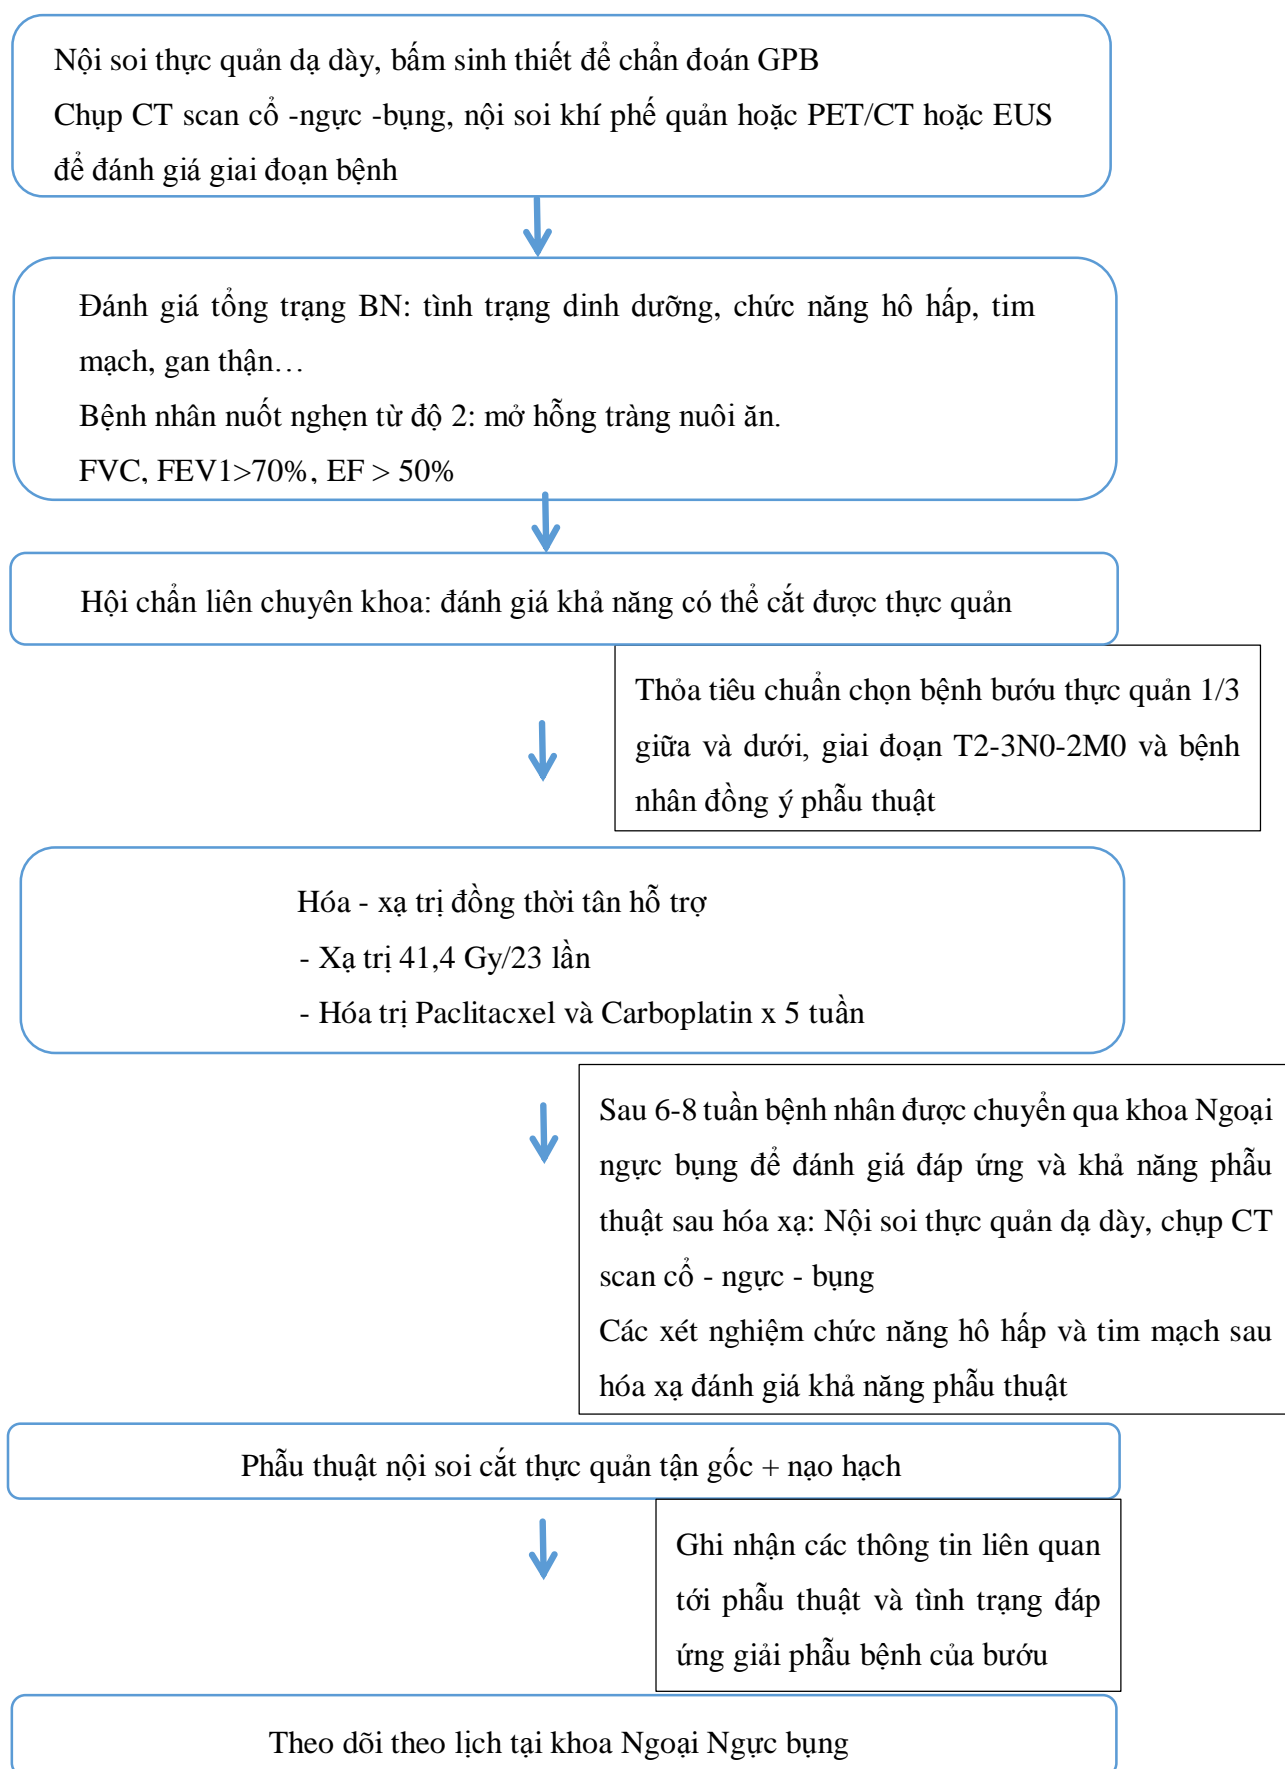 Nội soi thực quản dạ dày, bấm sinh thiết để chẩn đoán GPB
Chụp CT scan cổ -ngực -bụng, nội soi khí phế quản hoặc PET/CT hoặc EUS
để đánh giá giai đoạn bệnh
Đánh giá tổng trạng BN: tình trạng dinh dưỡng, chức năng hô hấp, tim
mạch, gan thận…
Bệnh nhân nuốt nghẹn từ độ 2: mở hỗng tràng nuôi ăn.
FVC, FEV1>70%, EF > 50%
Hội chẩn liên chuyên khoa: đánh giá khả năng có thể cắt được thực quản
Thỏa tiêu chuẩn chọn bệnh bướu thực quản 1/3
giữa và dưới, giai đoạn T2-3N0-2M0 và bệnh
nhân đồng ý phẫu thuật
Hóa - xạ trị đồng thời tân hỗ trợ
- Xạ trị 41,4 Gy/23 lần
- Hóa trị Paclitacxel và Carboplatin x 5 tuần
Sau 6-8 tuần bệnh nhân được chuyển qua khoa Ngoại
ngực bụng để đánh giá đáp ứng và khả năng phẫu
thuật sau hóa xạ: Nội soi thực quản dạ dày, chụp CT
scan cổ - ngực - bụng
Các xét nghiệm chức năng hô hấp và tim mạch sau
hóa xạ đánh giá khả năng phẫu thuật
Phẫu thuật nội soi cắt thực quản tận gốc + nạo hạch
Ghi nhận các thông tin liên quan
tới phẫu thuật và tình trạng đáp
ứng giải phẫu bệnh của bướu
Theo dõi theo lịch tại khoa Ngoại Ngực bụng